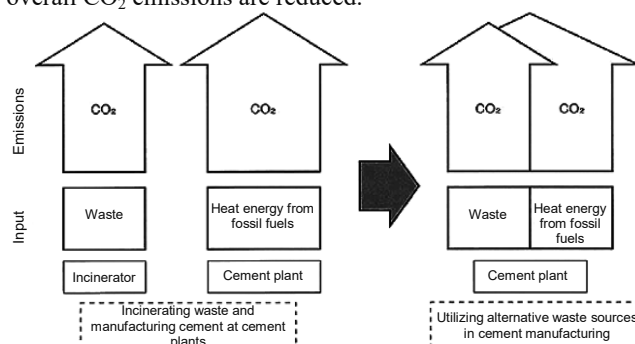 overall CO₂ emissions are reduced.
Emissions
CO₂
CO₂
CO₂
CO₂
Input
Waste
Heat energy from
fossil fuels
Waste
Heat energy
from fossil
fuels
Incinerator
Cement plant
Cement plant
Incinerating waste and
manufacturing cement at cement
plants
Utilizing alternative waste sources
in cement manufacturing